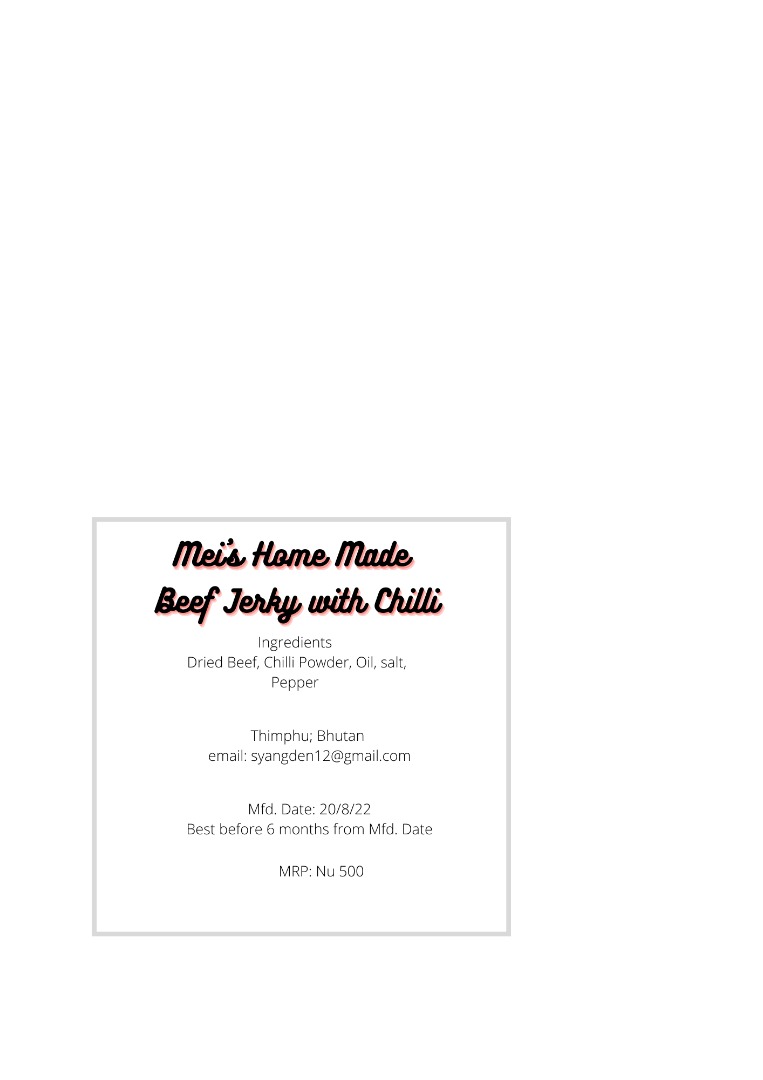 Mei's Home Made
Beef Jerky with Chilli
Ingredients
Dried Beef, Chilli Powder, Oil, salt,
Pepper
Thimphu; Bhutan
email: syangden12@gmail.com
Mfd. Date: 20/8/22
Best before 6 months from Mfd. Date
MRP: Nu 500